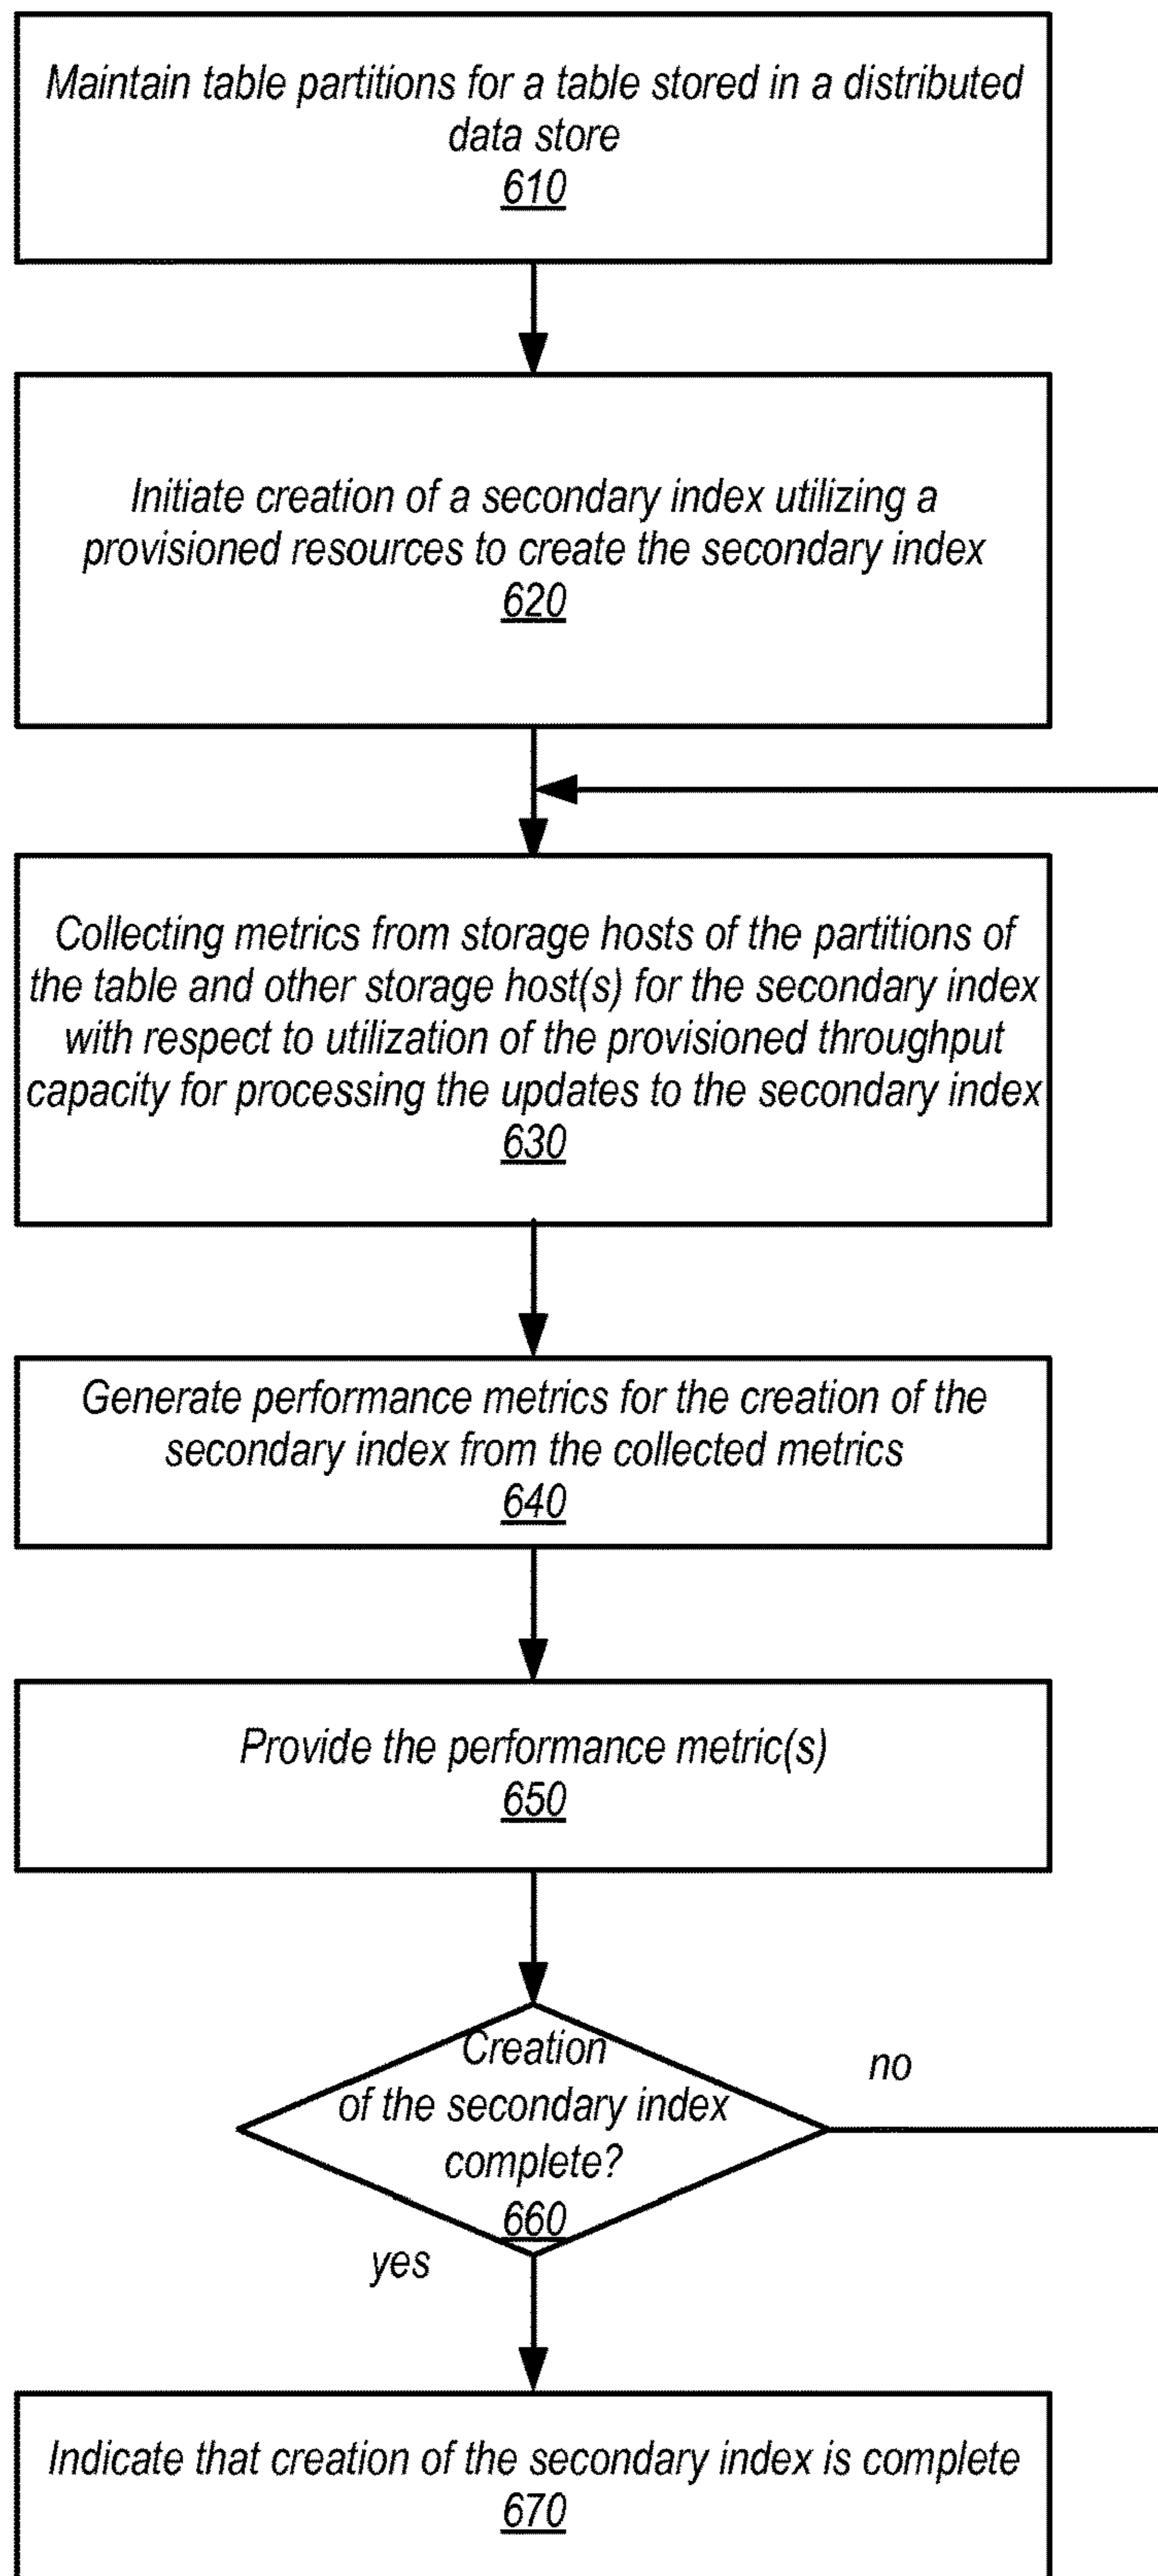 Maintain table partitions for a table stored in a distributed
data store
610
Initiate creation of a secondary index utilizing a
provisioned resources to create the secondary index
620
Collecting metrics from storage hosts of the partitions of
the table and other storage host(s) for the secondary index
with respect to utilization of the provisioned throughput
capacity for processing the updates to the secondary index
630
Generate performance metrics for the creation of the
secondary index from the collected metrics
640
Provide the performance metric(s)
650
Creation
of the secondary index
complete?
660
no
yes
Indicate that creation of the secondary index is complete
670